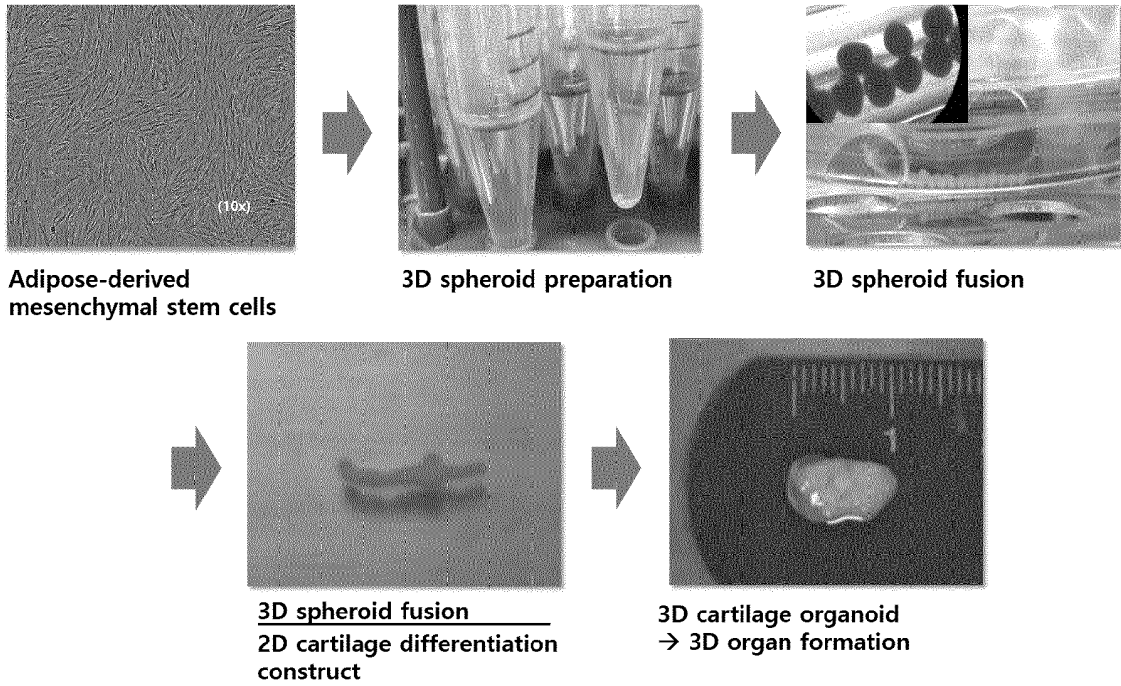 (10x)
Adipose-derived
mesenchymal stem cells
3D spheroid preparation
3D spheroid fusion
1
3D spheroid fusion
2D cartilage differentiation
construct
3D cartilage organoid
→ 3D organ formation